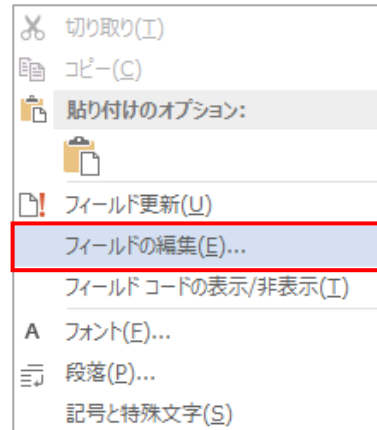 切り取り(T)
コピー(C)
貼り付けのオプション:
フィールド更新(U)
フィールドの編集(E)...
フィールド コードの表示/非表示(T)
A フォント(F)...
段落(P)...
記号と特殊文字(S)